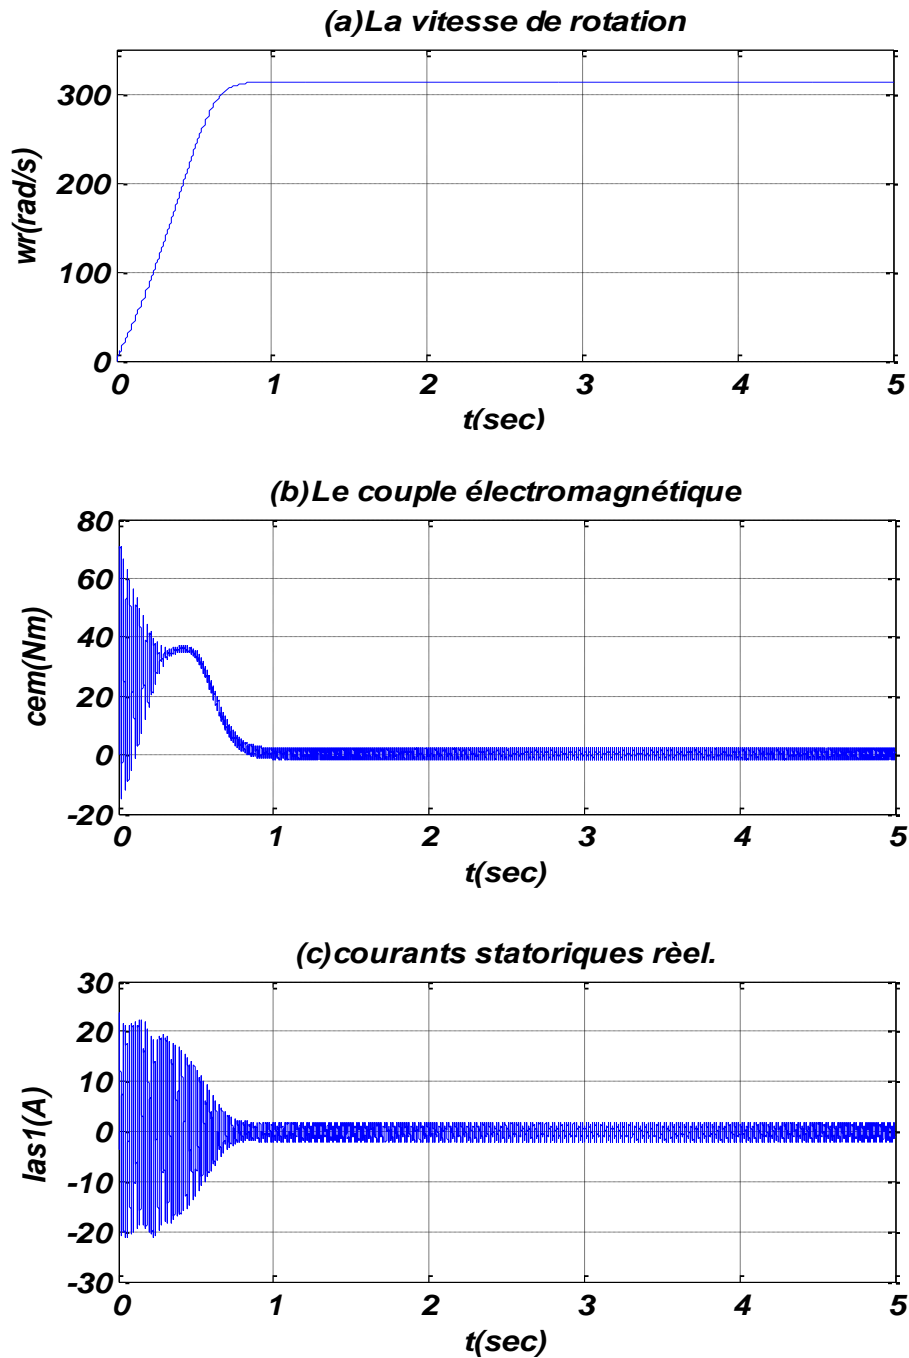 (a)La vitesse de rotation
wr(rad/s)
300
200
100
0
0 1 2 3 4 5
t(sec)
(b)Le couple électromagnétique
cem(Nm)
80
60
40
20
0
-20
0 1 2 3 4 5
t(sec)
(c)courants statoriques rèel.
Ias1(A)
30
20
10
0
-10
-20
-30
0 1 2 3 4 5
t(sec)